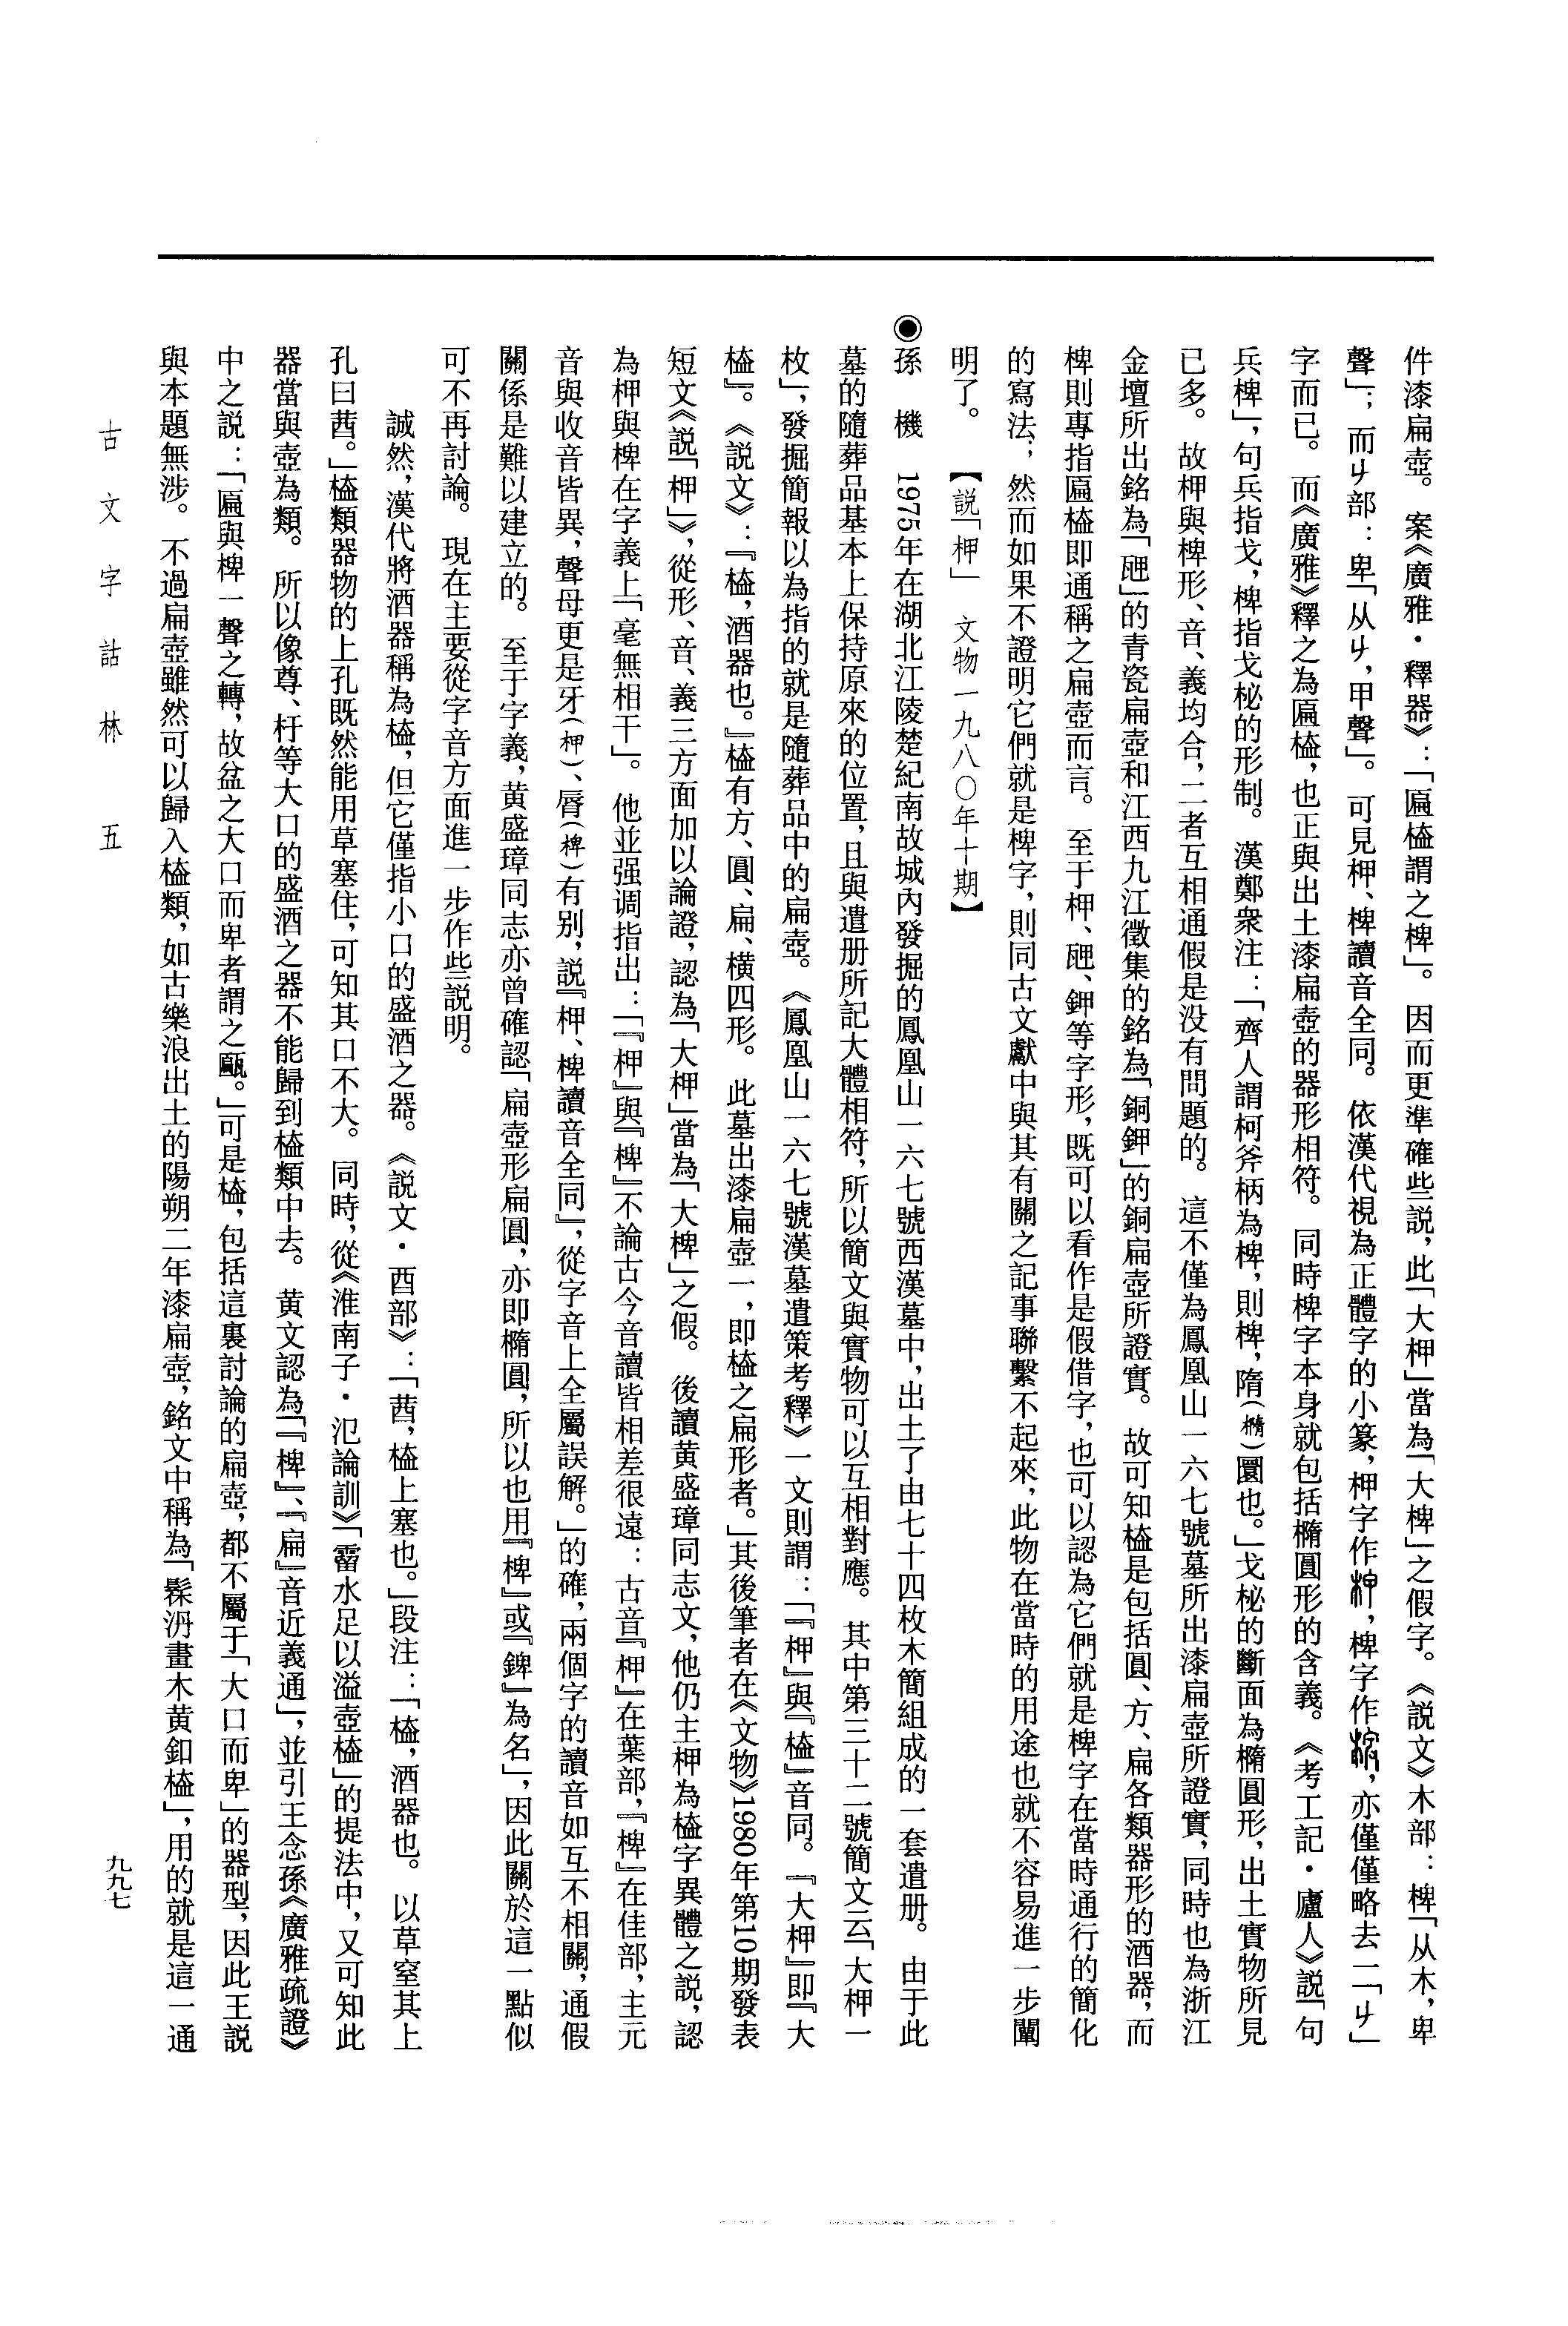 件漆扁壺。案《廣雅·釋器》：「匾榼謂之椑」。因而更準確些説，此「大柙」當為「大椑」之假字。《説文》木部：椑「从木，卑
聲」；而𠂇部：卑「从𠂇，甲聲」。可見柙、椑讀音全同。依漢代視為正體字的小篆，柙字作，椑字作，亦僅僅略去一「𠂇」
字而已。而《廣雅》釋之為匾榼，也正與出土漆扁壺的器形相符。同時椑字本身就包括橢圓形的含義。《考工記·廬人》説「句
兵椑」，句兵指戈，椑指戈柲的形制。漢鄭衆注：「齊人謂柯斧柄為椑，則椑，隋（橢）圜也。」戈柲的斷面為橢圓形，出土實物所見
已多。故柙與椑形、音、義均合，二者互相通假是没有問題的。這不僅為鳳凰山一六七號墓所出漆扁壺所證實，同時也為浙江
金壇所出銘為「㼰」的青瓷扁壺和江西九江徵集的銘為「銅鉀」的銅扁壺所證實。故可知榼是包括圓、方、扁各類器形的酒器，而
椑則專指匾榼即通稱之扁壺而言。至于柙、㼰、鉀等字形，既可以看作是假借字，也可以認為它們就是椑字在當時通行的簡化
的寫法；然而如果不證明它們就是椑字，則同古文獻中與其有關之記事聯繫不起來，此物在當時的用途也就不容易進一步闡
明了。【説「柙」　文物一九八〇年十期】
◉孫　機　1975年在湖北江陵楚紀南故城内發掘的鳳凰山一六七號西漢墓中，出土了由七十四枚木簡組成的一套遣册。由于此
墓的隨葬品基本上保持原來的位置，且與遣册所記大體相符，所以簡文與實物可以互相對應。其中第三十二號簡文云「大柙一
枚」，發掘簡報以為指的就是隨葬品中的扁壺。《鳳凰山一六七號漢墓遣策考釋》一文則謂：「『柙』與『榼』音同。『大柙』即『大
榼』。《説文》：『榼，酒器也。』榼有方、圓、扁、横四形。此墓出漆扁壺一，即榼之扁形者。」其後筆者在《文物》1980年第10期發表
短文《説「柙」》，從形、音、義三方面加以論證，認為「大柙」當為「大椑」之假。後讀黄盛璋同志文，他仍主柙為榼字異體之説，認
為柙與椑在字義上「毫無相干」。他並强调指出：「『柙』與『椑』不論古今音讀皆相差很遠：古音『柙』在葉部，『椑』在佳部，主元
音與收音皆異，聲母更是牙（柙）、脣（椑）有别，説『柙、椑讀音全同』，從字音上全屬誤解。」的確，兩個字的讀音如互不相關，通假
關係是難以建立的。至于字義，黄盛璋同志亦曾確認「扁壺形扁圓，亦即橢圓，所以也用『椑』或『錍』為名」，因此關於這一點似
可不再討論。現在主要從字音方面進一步作些説明。
誠然，漢代將酒器稱為榼，但它僅指小口的盛酒之器。《説文·酉部》：「莤，榼上塞也。」段注：「榼，酒器也。以草窒其上
孔曰莤。」榼類器物的上孔既然能用草塞住，可知其口不大。同時，從《淮南子·氾論訓》「霤水足以溢壺榼」的提法中，又可知此
器當與壺為類。所以像尊、杅等大口的盛酒之器不能歸到榼類中去。黄文認為「『椑』、『扁』音近義通」，並引王念孫《廣雅疏證》
中之説：「匾與椑一聲之轉，故盆之大口而卑者謂之甂。」可是榼，包括這裏討論的扁壺，都不屬于「大口而卑」的器型，因此王説
與本題無涉。不過扁壺雖然可以歸入榼類，如古樂浪出土的陽朔二年漆扁壺，銘文中稱為「髹㓊畫木黄釦榼」，用的就是這一通
古文字詁林　五
九九七